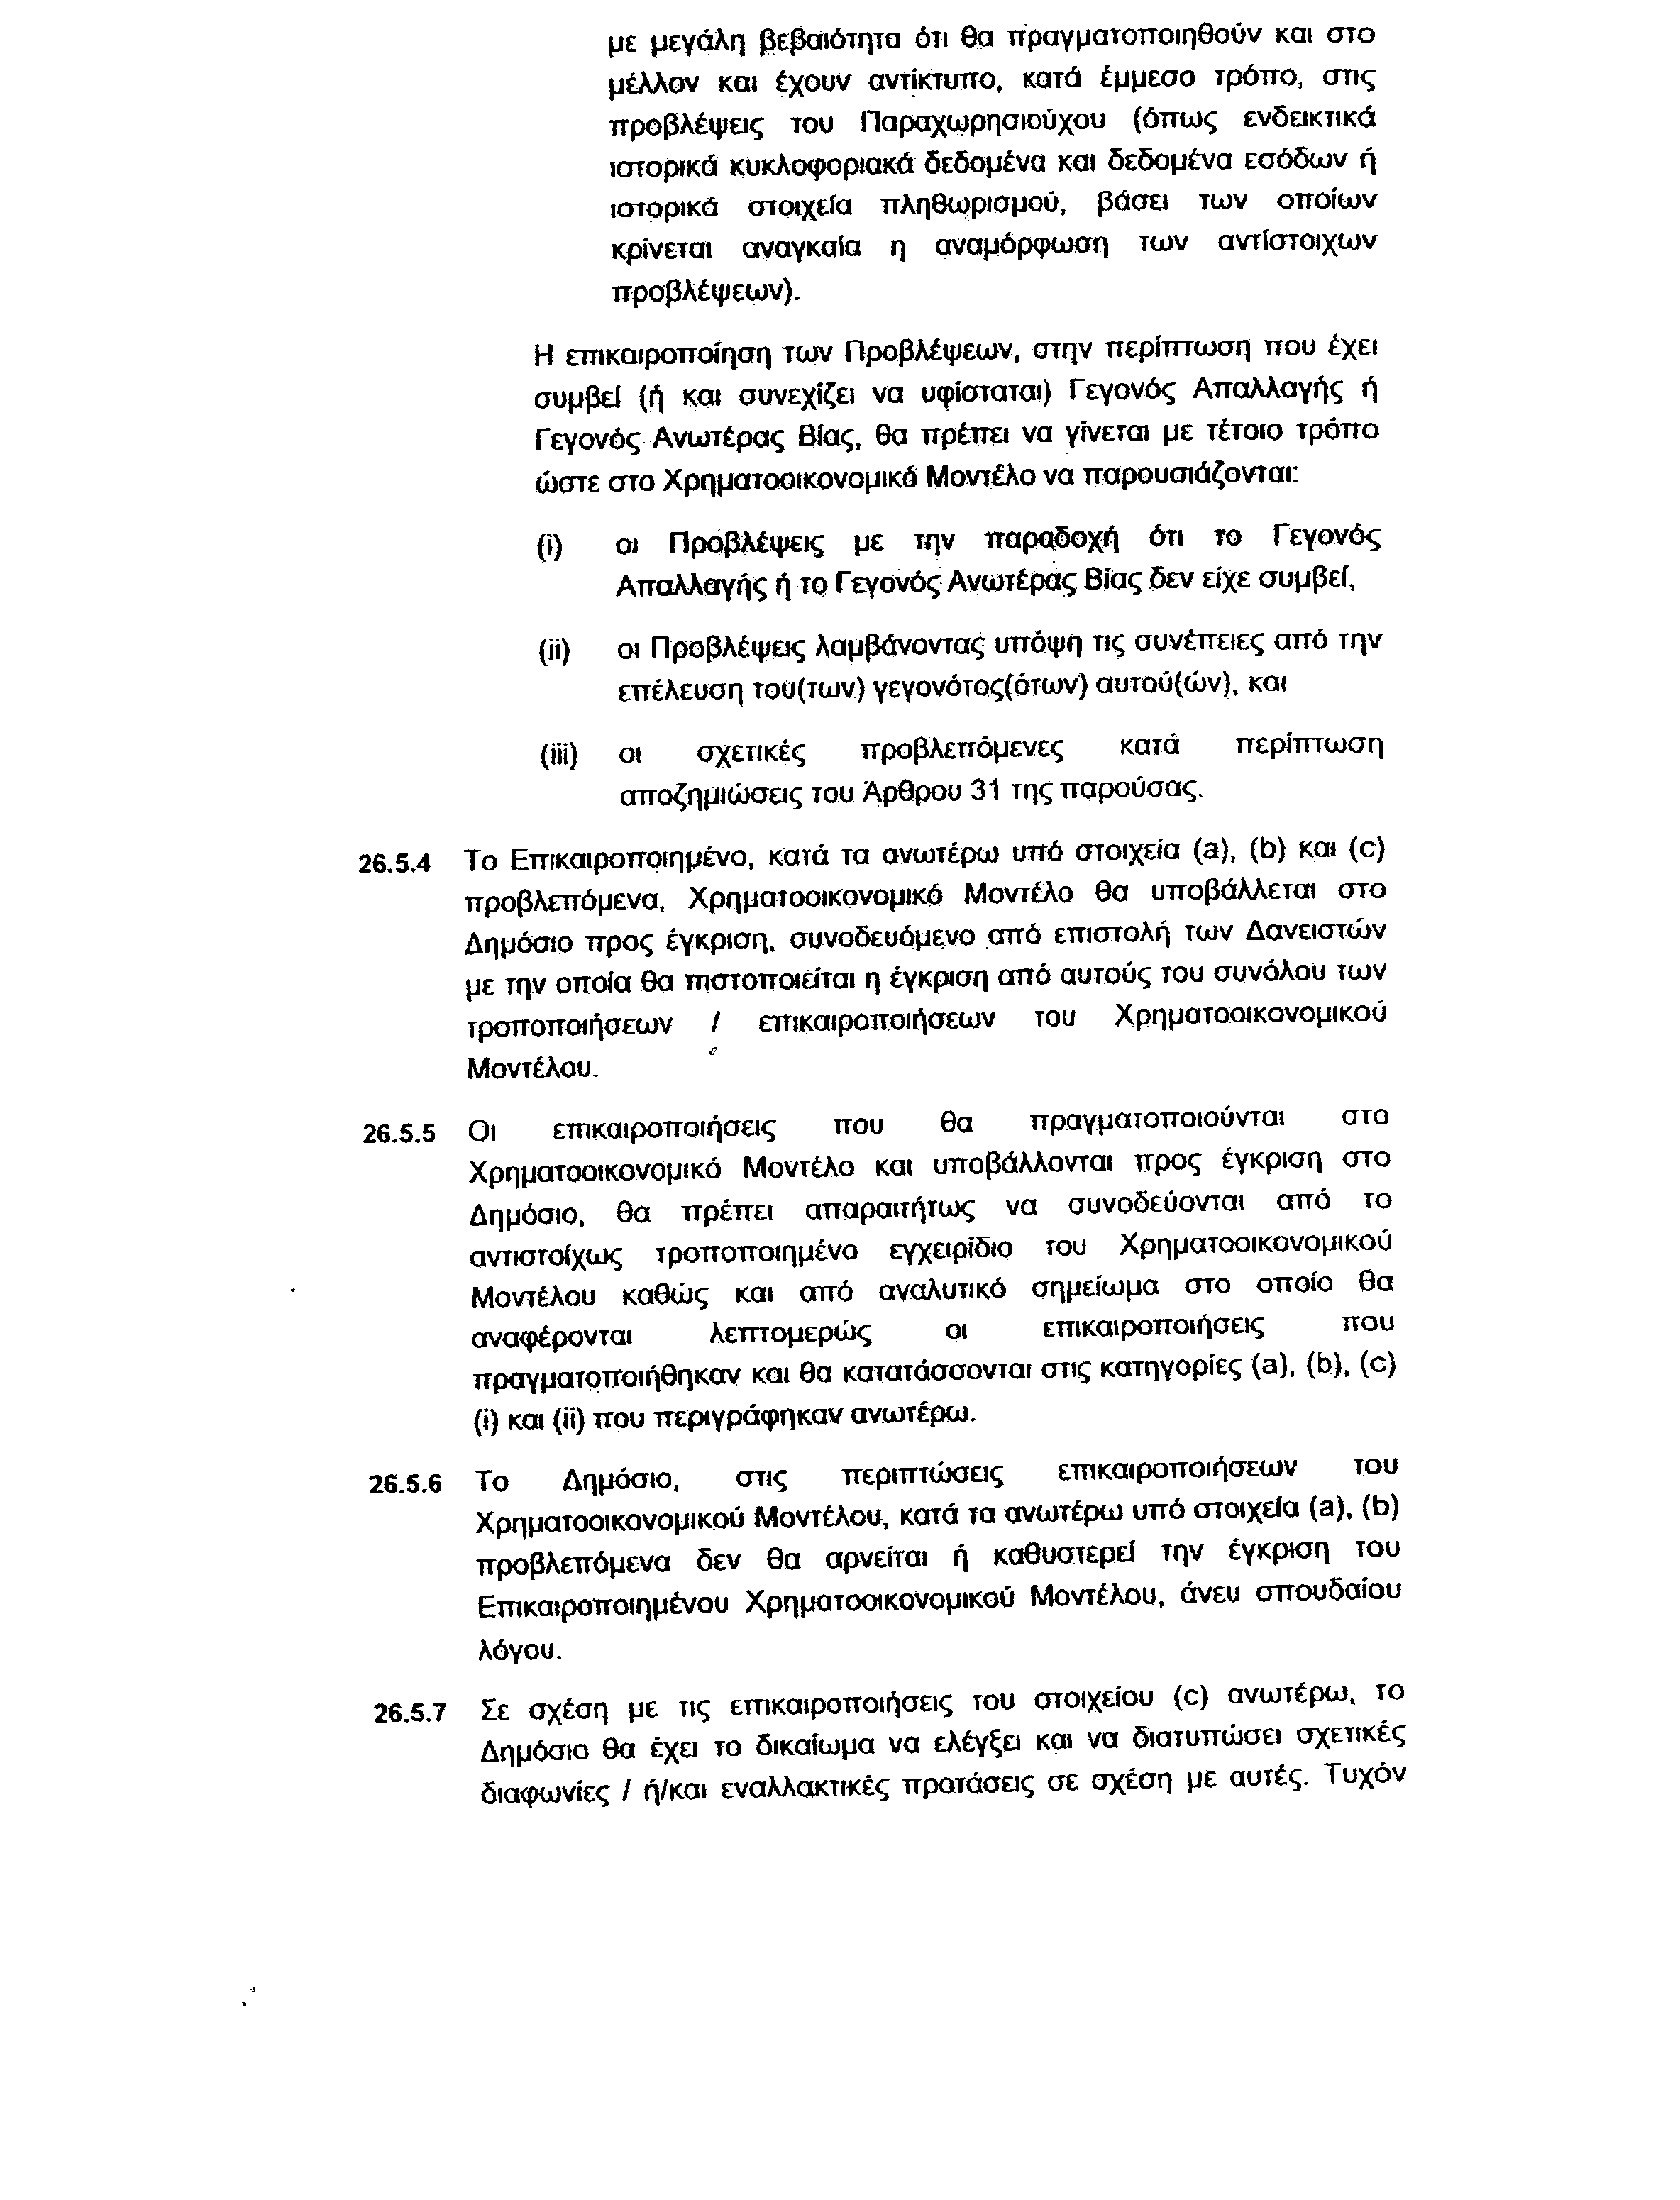 με μεγάλη βεβαιότητα ότι θα πραγματοποιηθούν και στο
μέλλον και έχουν αντίκτυπο, κατά έμμεσο τρόπο, στις
προβλέψεις του Παραχωρησιούχου (όπως ενδεικτικά
ιστορικά κυκλοφοριακά δεδομένα και δεδομένα εσόδων ή
ιστορικά στοιχεία πληθωρισμού, βάσει των οποίων
κρίνεται αναγκαία η αναμόρφωση των αντίστοιχων
προβλέψεων).
Η επικαιροποίηση των Προβλέψεων, στην περίπτωση που έχει
συμβεί (ή και συνεχίζει να υφίσταται) Γεγονός Απαλλαγής ή
Γεγονός Ανωτέρας Βίας, θα πρέπει να γίνεται με τέτοιο τρόπο
ώστε στο Χρηματοοικονομικό Μοντέλο να παρουσιάζονται:
(i) οι Προβλέψεις με την παραδοχή ότι το Γεγονός
Απαλλαγής ή το Γεγονός Ανωτέρας Βίας δεν είχε συμβεί,
(ii) οι Προβλέψεις λαμβάνοντας υπόψη τις συνέπειες από την
επέλευση του(των) γεγονότος(ότων) αυτού(ών), και
(iii) οι σχετικές προβλεπόμενες κατά περίπτωση
αποζημιώσεις του Άρθρου 31 της παρούσας.
26.5.4 Το Επικαιροποιημένο, κατά τα ανωτέρω υπό στοιχεία (a), (b) και (c)
προβλεπόμενα, Χρηματοοικονομικό Μοντέλο θα υποβάλλεται στο
Δημόσιο προς έγκριση, συνοδευόμενο από επιστολή των Δανειστών
με την οποία θα πιστοποιείται η έγκριση από αυτούς του συνόλου των
τροποποιήσεων / επικαιροποιήσεων του Χρηματοοικονομικού
Μοντέλου.
26.5.5 Οι επικαιροποιήσεις που θα πραγματοποιούνται στο
Χρηματοοικονομικό Μοντέλο και υποβάλλονται προς έγκριση στο
Δημόσιο, θα πρέπει απαραιτήτως να συνοδεύονται από το
αντιστοίχως τροποποιημένο εγχειρίδιο του Χρηματοοικονομικού
Μοντέλου καθώς και από αναλυτικό σημείωμα στο οποίο θα
αναφέρονται λεπτομερώς οι επικαιροποιήσεις που
πραγματοποιήθηκαν και θα κατατάσσονται στις κατηγορίες (a), (b), (c)
(i) και (ii) που περιγράφηκαν ανωτέρω.
26.5.6 Το Δημόσιο, στις περιπτώσεις επικαιροποιήσεων του
Χρηματοοικονομικού Μοντέλου, κατά τα ανωτέρω υπό στοιχεία (a), (b)
προβλεπόμενα δεν θα αρνείται ή καθυστερεί την έγκριση του
Επικαιροποιημένου Χρηματοοικονομικού Μοντέλου, άνευ σπουδαίου
λόγου.
26.5.7 Σε σχέση με τις επικαιροποιήσεις του στοιχείου (c) ανωτέρω, το
Δημόσιο θα έχει το δικαίωμα να ελέγξει και να διατυπώσει σχετικές
διαφωνίες / ή/και εναλλακτικές προτάσεις σε σχέση με αυτές. Τυχόν